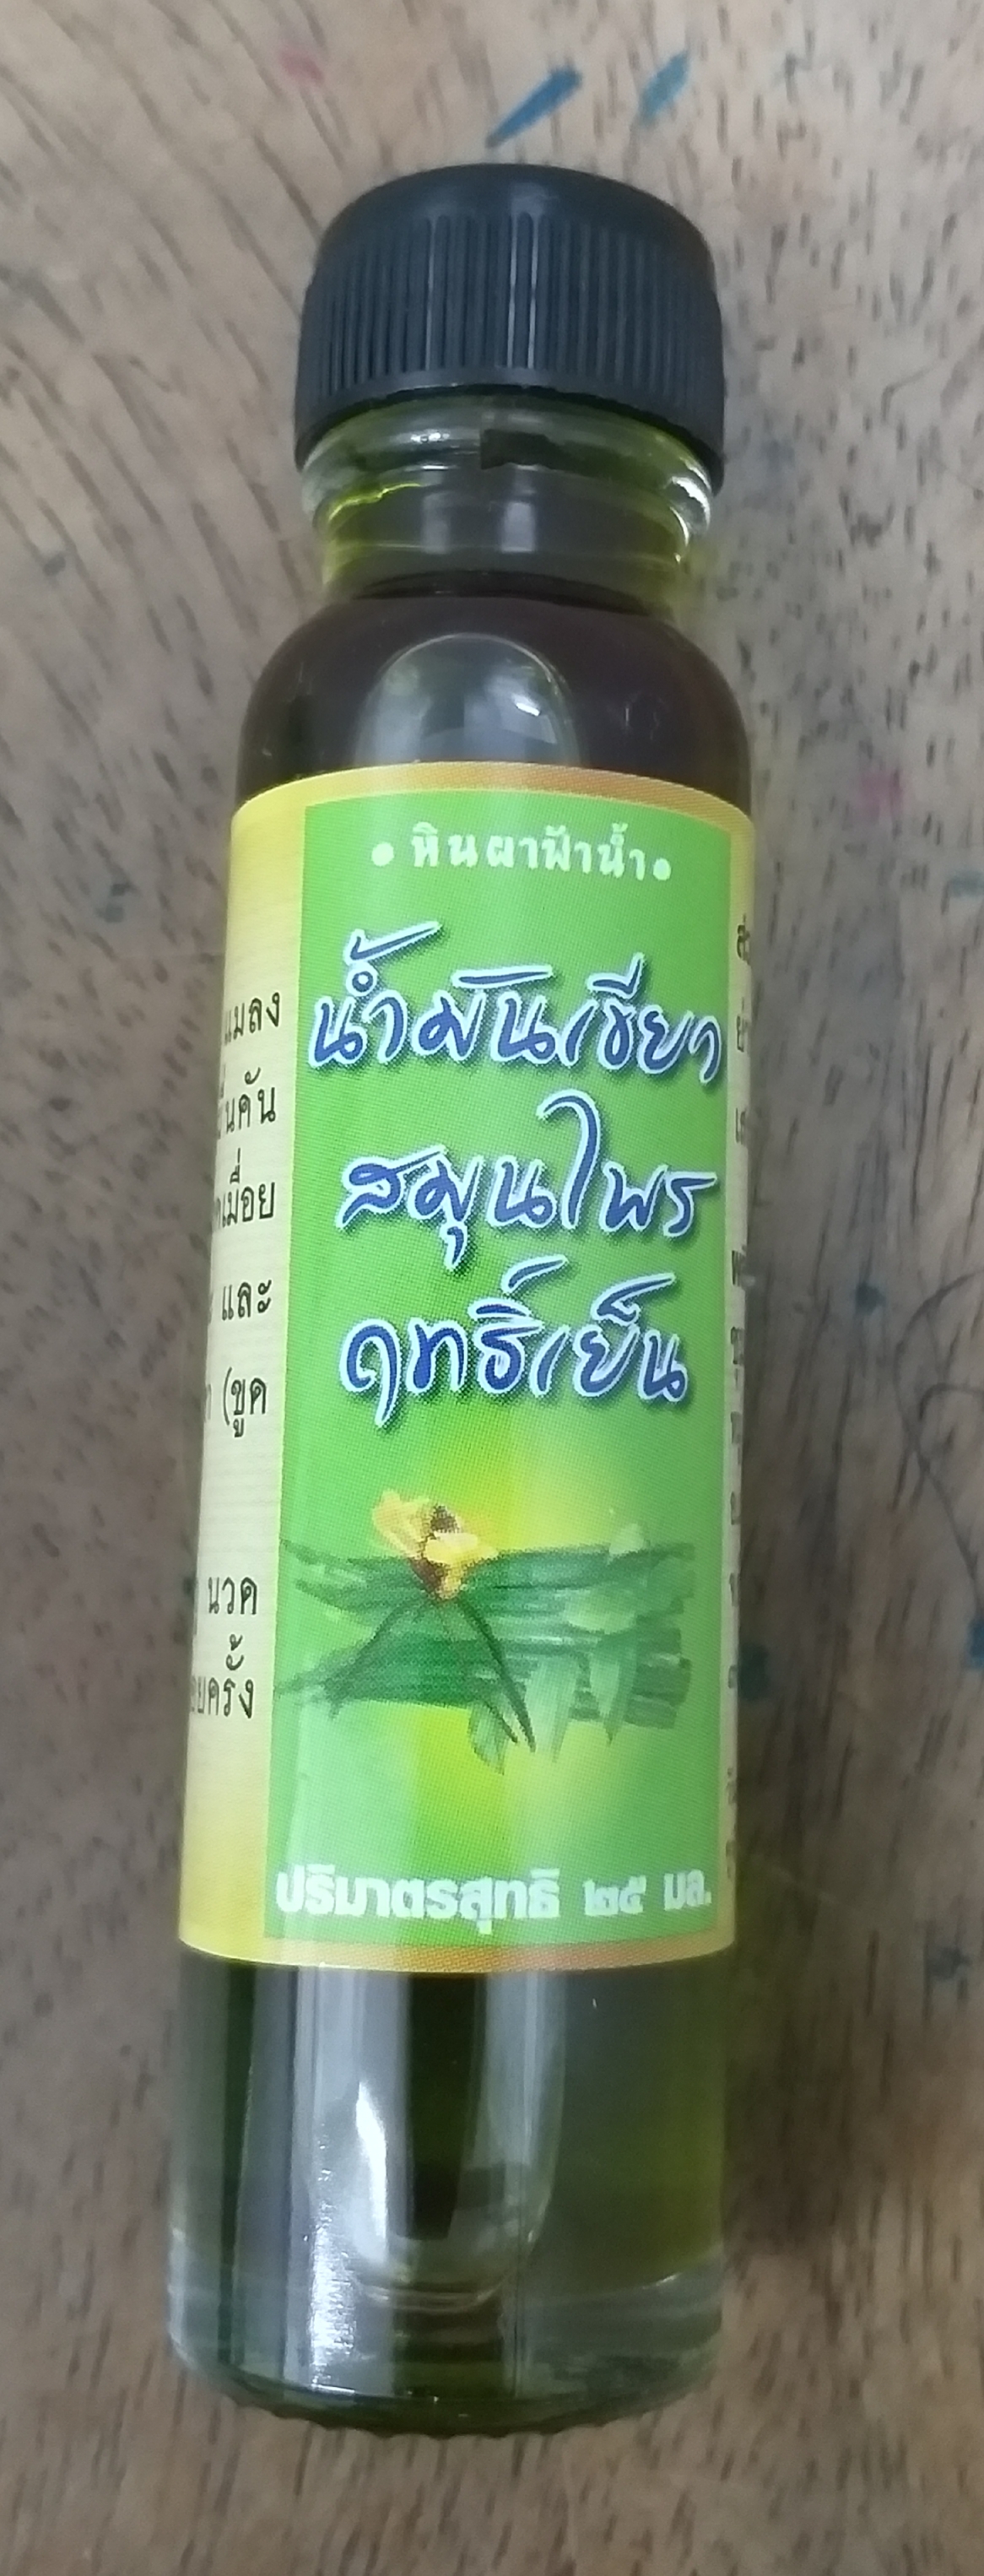 • หินผาฟ้าน้ำ •
น้ำมันเขียว
สมุนไพร
ฤทธิ์เย็น
ปริมาตรสุทธิ ๒๕ มล.
แมลง
คัน
เมื่อย
และ
(ขูด
นวด
ครั้ง